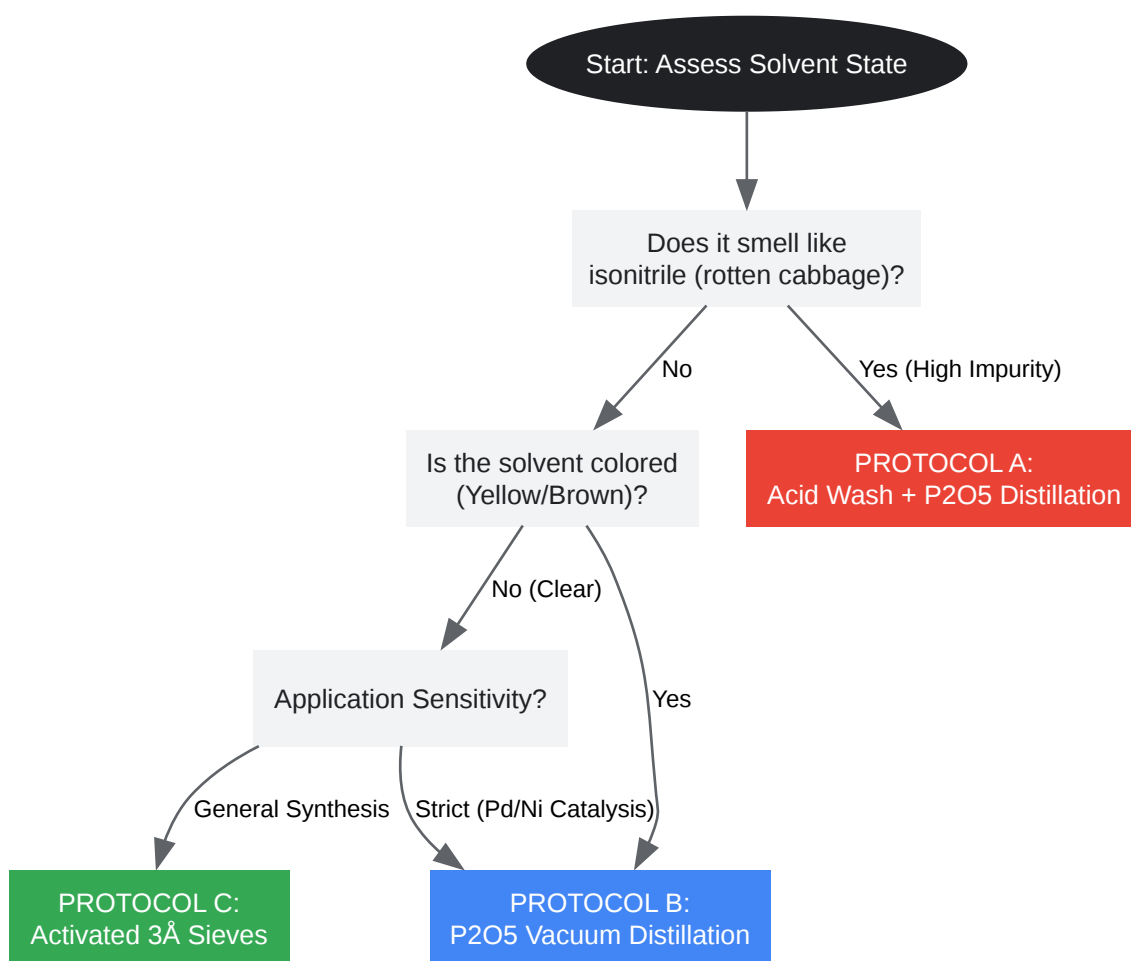 Start: Assess Solvent State
Does it smell like
isonitrile (rotten cabbage)?
No
Yes (High Impurity)
Is the solvent colored
(Yellow/Brown)?
PROTOCOL A:
Acid Wash + P2O5 Distillation
No (Clear)
Yes
Application Sensitivity?
General Synthesis
Strict (Pd/Ni Catalysis)
PROTOCOL C:
Activated 3Å Sieves
PROTOCOL B:
P2O5 Vacuum Distillation